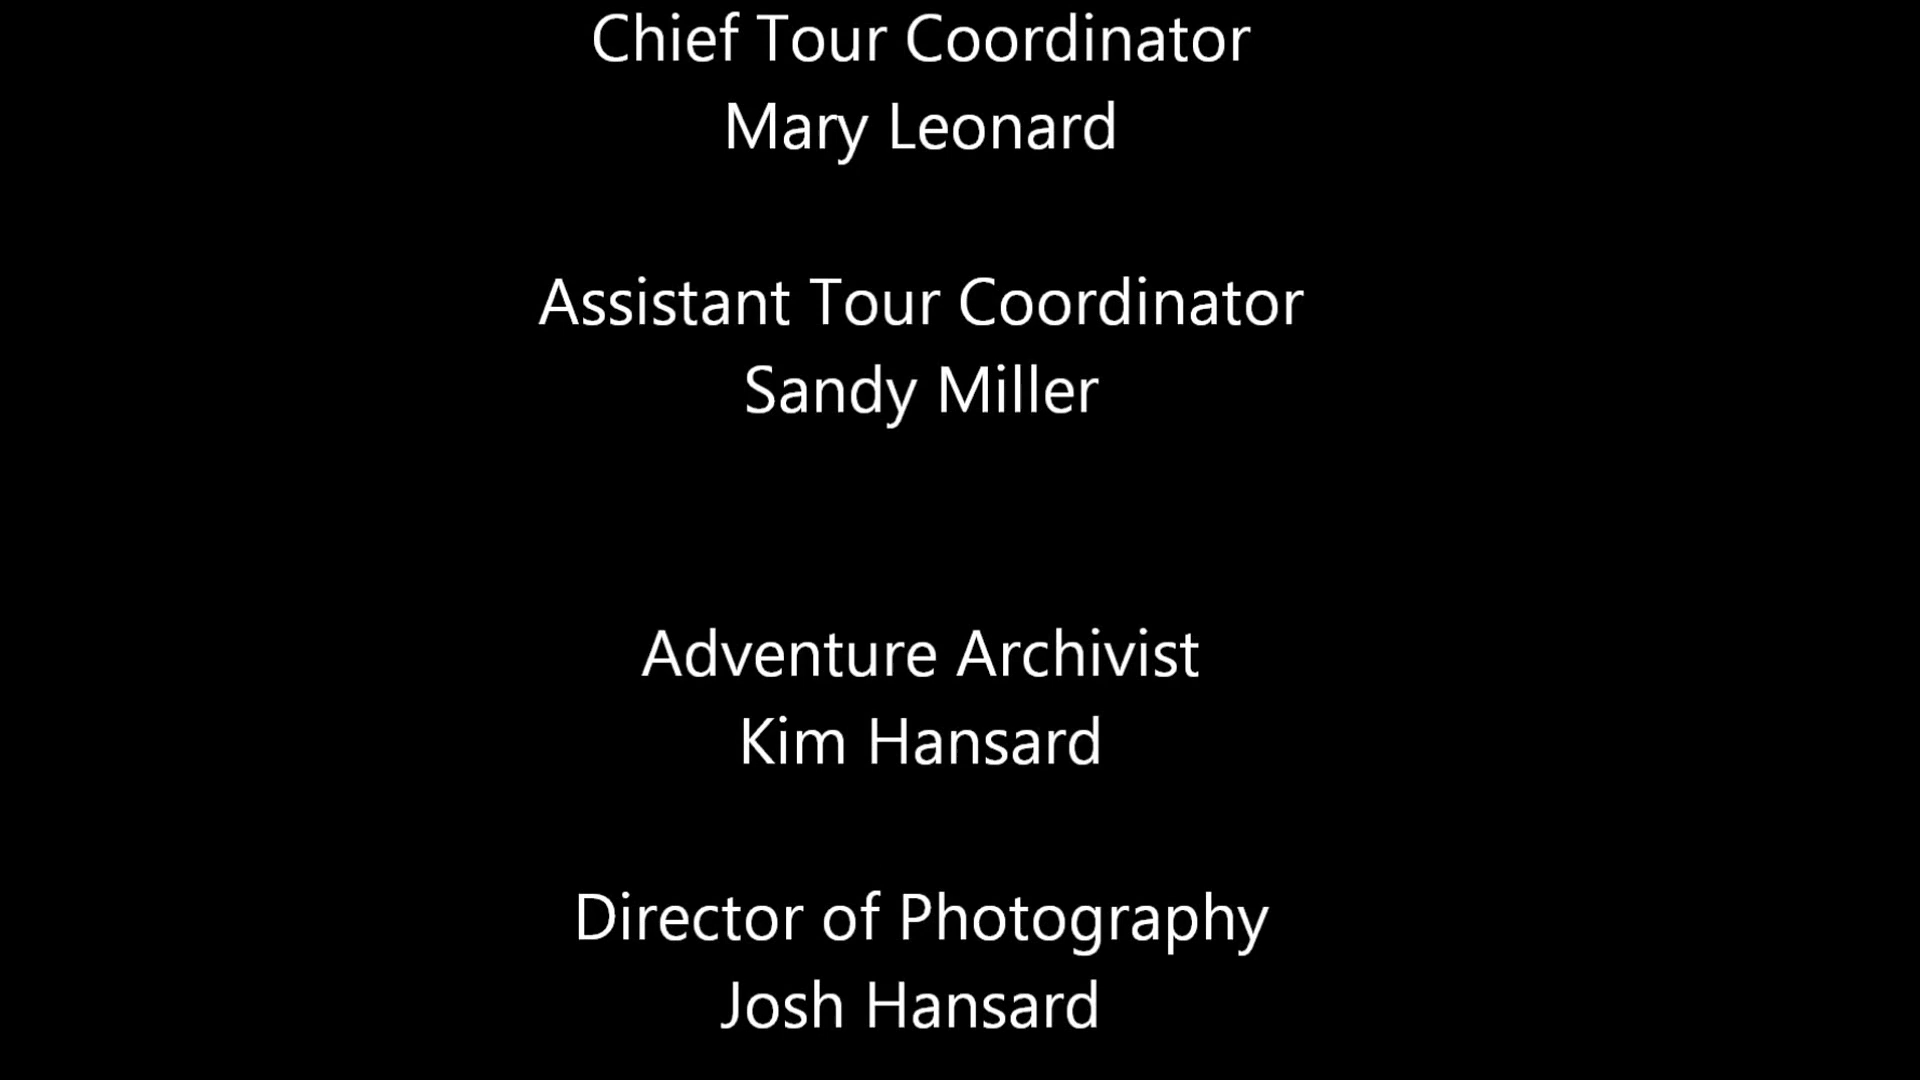 Chief Tour Coordinator
Mary Leonard
Assistant Tour Coordinator
Sandy Miller
Adventure Archivist
Kim Hansard
Director of Photography
Josh Hansard